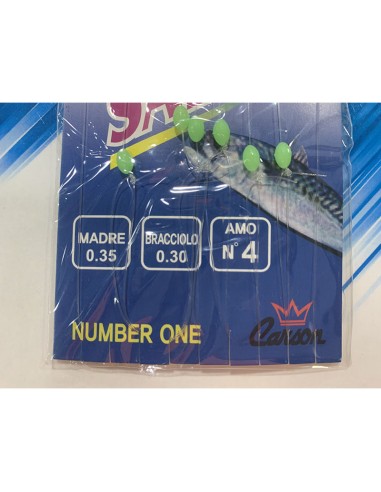 MADRE
0.35
BRACCIOLO
0.30
AMO
N° 4
NUMBER ONE
Carson